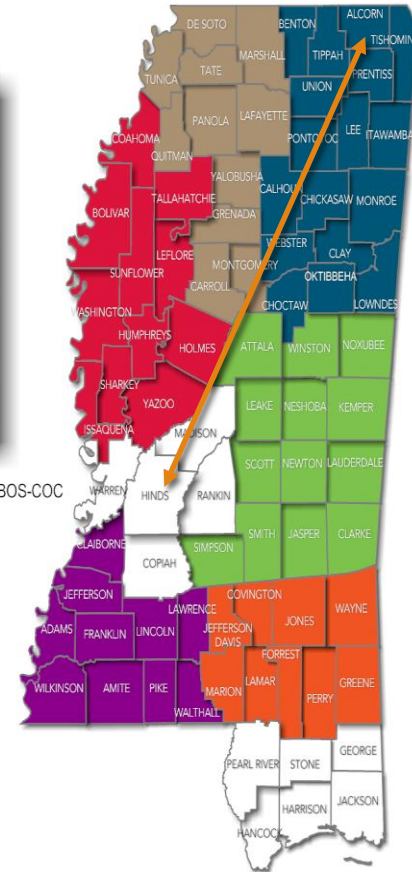 ALCORN
DE SOTO
BENTON
TISHOMIN
MARSHALL
TIPPAH
TATE
PRENTISS
TUNICA
UNION
PANOLA
LAFAYETTE
LEE
ITAWAMBA
COAHOMA
PONTOTOC
QUITMAN
YALOBUSHA
TALLAHATCHIE
CALHOUN
CHICKASAW
MONROE
BOLIVAR
GRENADA
LEFLORE
WEBSTER
CLAY
MONTGOMERY
SUNFLOWER
OKTIBBEHA
CARROLL
WASHINGTON
CHOCTAW
LOWNDES
HUMPHREYS
HOLMES
ATTALA
WINSTON
NOXUBEE
SHARKEY
YAZOO
LEAKE
NESHOBA
KEMPER
ISSAQUENA
MADISON
SCOTT
NEWTON
LAUDERDALE
BOS-COC
WARREN
HINDS
RANKIN
CLAIBORNE
SMITH
JASPER
CLARKE
COPIAH
SIMPSON
JEFFERSON
COVINGTON
LAWRENCE
WAYNE
JONES
ADAMS
FRANKLIN
LINCOLN
JEFFERSON
DAVIS
FORREST
LAMAR
GREENE
WILKINSON
AMITE
PIKE
MARION
PERRY
WALTHALL
GEORGE
PEARL RIVER
STONE
JACKSON
HARRISON
HANCOCK